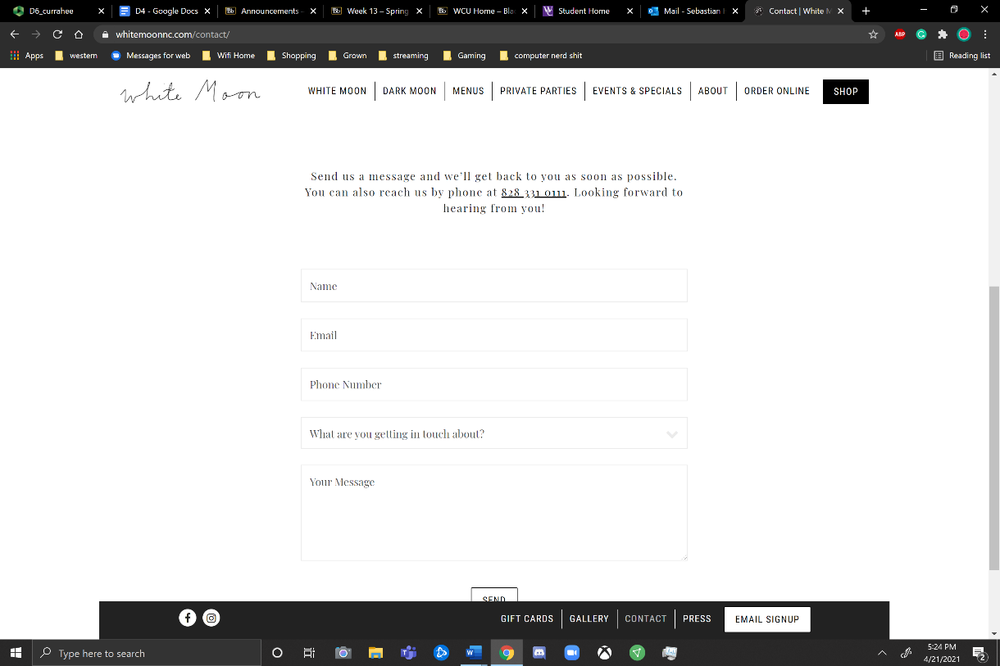 D6_currahee
D4 - Google Docs
Announcements –
Week 13 – Spring
WCU Home – Bla
Student Home
Mail - Sebastian
Contact | White M
whitemoonnc.com/contact/
ABP
Apps
western
Messages for web
Wifi Home
Shopping
Grown
streaming
Gaming
computer nerd shit
Reading list
white Moon
WHITE MOON
DARK MOON
MENUS
PRIVATE PARTIES
EVENTS & SPECIALS
ABOUT
ORDER ONLINE
SHOP
Send us a message and we'll get back to you as soon as possible.
You can also reach us by phone at 828 331 0111. Looking forward to
hearing from you!
Name
Email
Phone Number
What are you getting in touch about?
Your Message
SEND
GIFT CARDS
GALLERY
CONTACT
PRESS
EMAIL SIGNUP
Type here to search
5:24 PM
4/21/2021
2